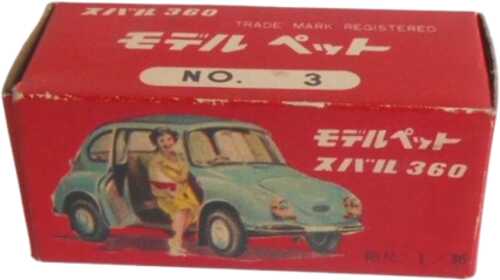 スバル 360
TRADE MARK REGISTERED
モデル ペット
NO. 3
モデルペット
スバル 360